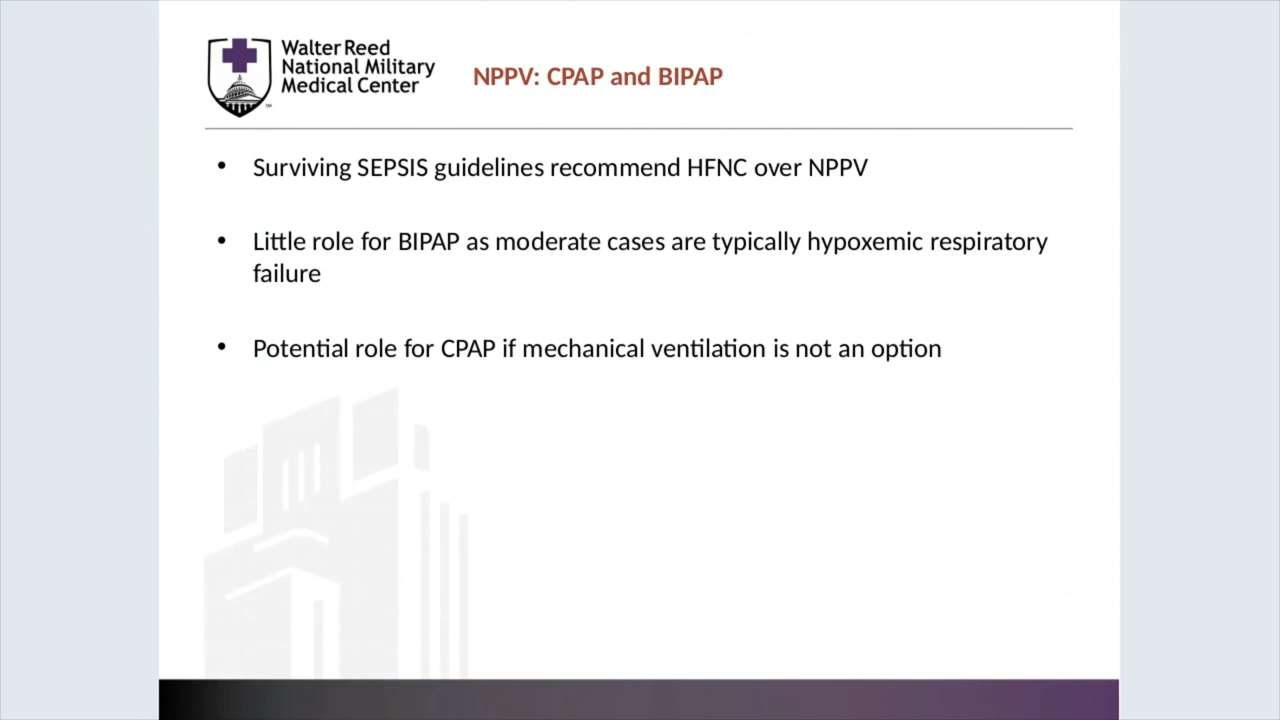 Walter Reed
National Military
Medical Center
NPPV: CPAP and BIPAP
• Surviving SEPSIS guidelines recommend HFNC over NPPV
• Little role for BIPAP as moderate cases are typically hypoxemic respiratory
failure
• Potential role for CPAP if mechanical ventilation is not an option